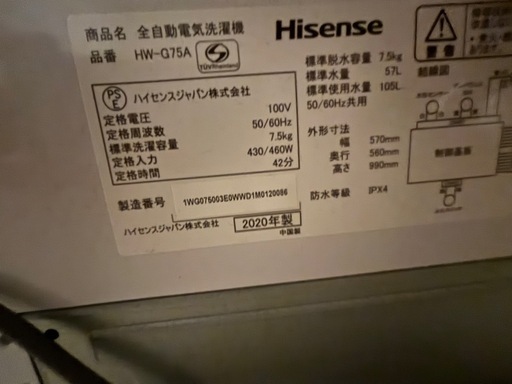 商品名 全自動電気洗濯機
品番 HW-G75A
TÜVRheinland
Hisense
PSE
ハイセンスジャパン株式会社
定格電圧 100V
定格周波数 50/60Hz
標準洗濯容量 7.5kg
定格入力 430/460W
定格時間 42分
製造番号 1WG075003E0WWD1M0120086
ハイセンスジャパン株式会社 2020年製
中国製
標準脱水容量 7.5kg
標準水量 57L
標準使用水量 105L
50/60Hz共用
外形寸法
幅 570mm
奥行 560mm
高さ 990mm
防水等級 IPX4
警告
結線図
制御基板